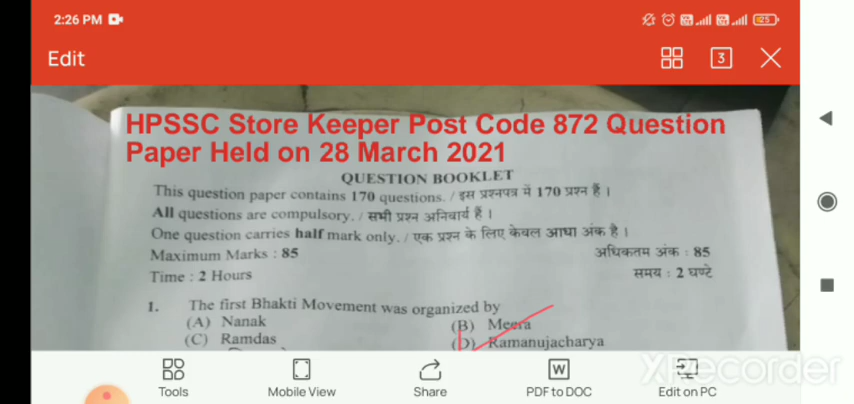 2:26 PM
25
Edit
3
HPSSC Store Keeper Post Code 872 Question
Paper Held on 28 March 2021
QUESTION BOOKLET
This question paper contains 170 questions. / इस प्रश्नपत्र में 170 प्रश्न हैं ।
All questions are compulsory. / सभी प्रश्न अनिवार्य हैं ।
One question carries half mark only. / एक प्रश्न के लिए केवल आधा अंक है ।
Maximum Marks : 85 अधिकतम अंक : 85
Time : 2 Hours समय : 2 घण्टे
1. The first Bhakti Movement was organized by
(A) Nanak (B) Meera
(C) Ramdas (D) Ramanujacharya
Tools Mobile View Share PDF to DOC Edit on PC
XRecorder